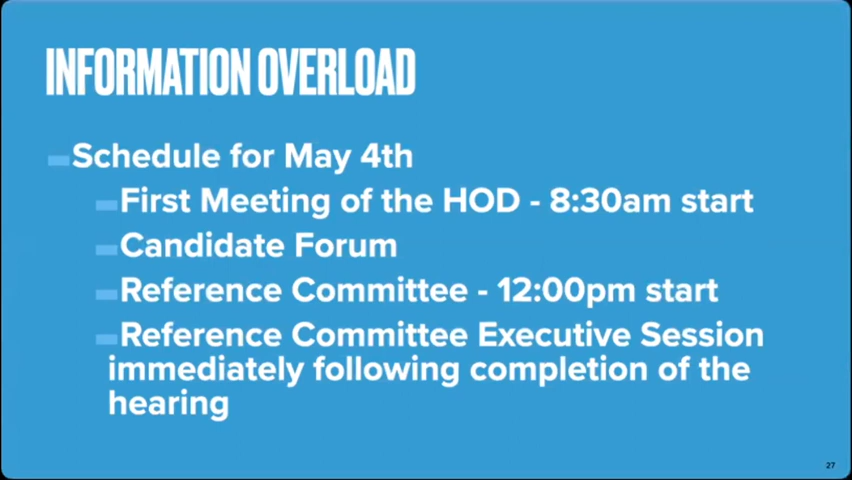 INFORMATION OVERLOAD
Schedule for May 4th
First Meeting of the HOD - 8:30am start
Candidate Forum
Reference Committee - 12:00pm start
Reference Committee Executive Session
immediately following completion of the
hearing
27